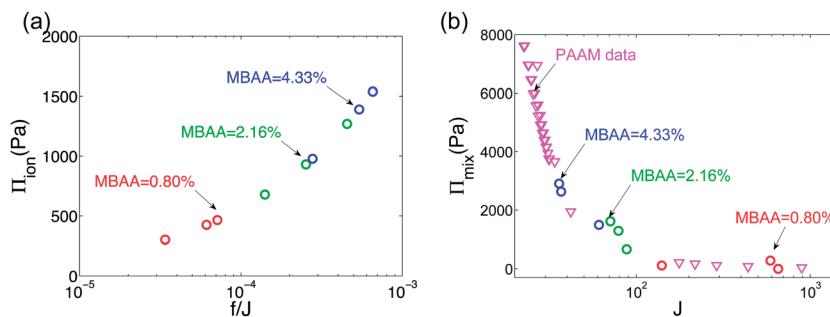 (a)
2000
1500
1000
500
0
Π_ion(Pa)
MBAA=4.33%
MBAA=2.16%
MBAA=0.80%
10^-5
10^-4
10^-3
f/J
(b)
8000
6000
4000
2000
0
Π_mix(Pa)
PAAM data
MBAA=4.33%
MBAA=2.16%
MBAA=0.80%
10^2
10^3
J